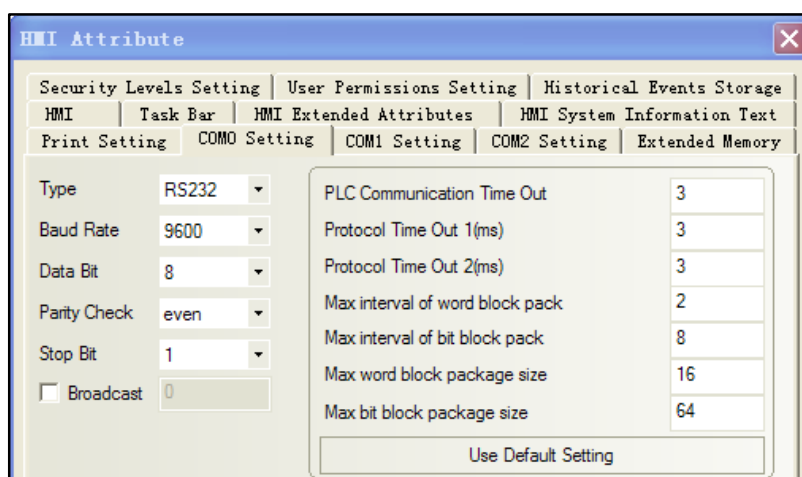 HMI Attribute
Security Levels Setting User Permissions Setting Historical Events Storage
HMI Task Bar HMI Extended Attributes HMI System Information Text
Print Setting COM0 Setting COM1 Setting COM2 Setting Extended Memory
Type RS232 PLC Communication Time Out 3
Baud Rate 9600 Protocol Time Out 1(ms) 3
Data Bit 8 Protocol Time Out 2(ms) 3
Parity Check even Max interval of word block pack 2
Stop Bit 1 Max interval of bit block pack 8
Broadcast 0 Max word block package size 16
Max bit block package size 64
Use Default Setting